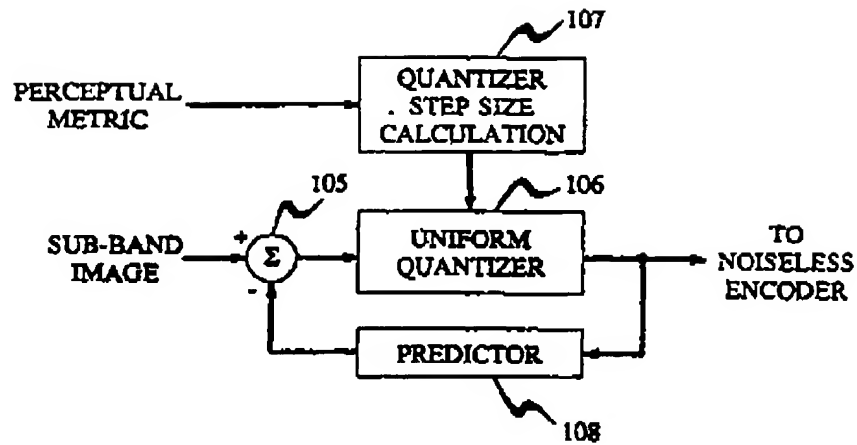 107
QUANTIZER
STEP SIZE
CALCULATION
PERCEPTUAL
METRIC
105
106
+
Σ
-
SUB-BAND
IMAGE
UNIFORM
QUANTIZER
TO
NOISELESS
ENCODER
PREDICTOR
108